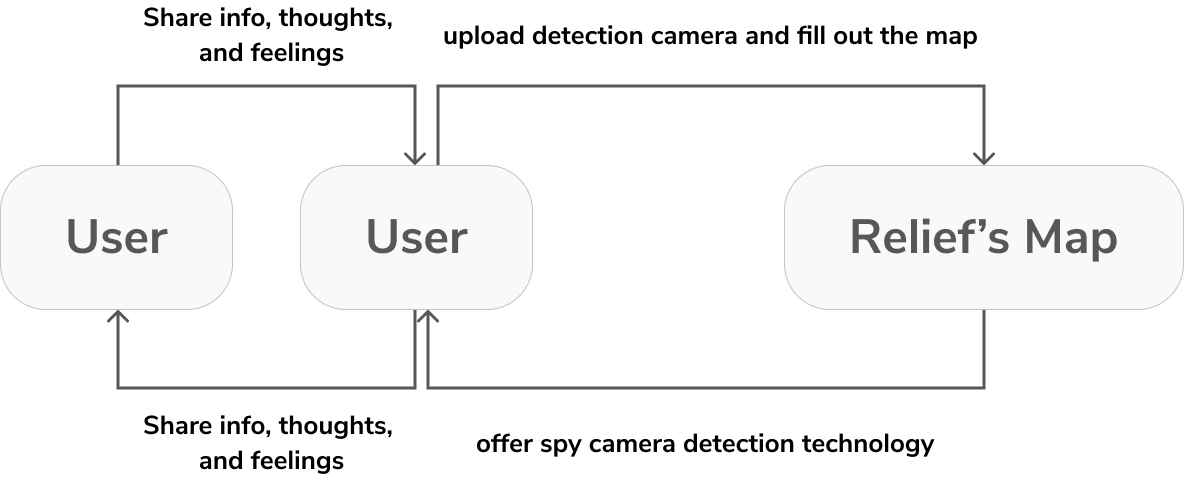 Share info, thoughts,
and feelings
upload detection camera and fill out the map
User
User
Relief’s Map
Share info, thoughts,
and feelings
offer spy camera detection technology